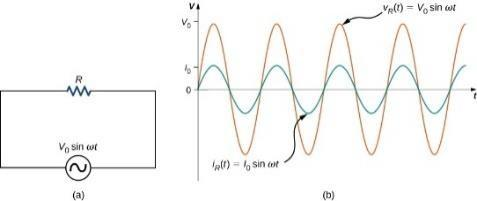 R
V₀ sin ωt
(a)
V
V₀
I₀
0
t
v_R(t) = V₀ sin ωt
i_R(t) = I₀ sin ωt
(b)